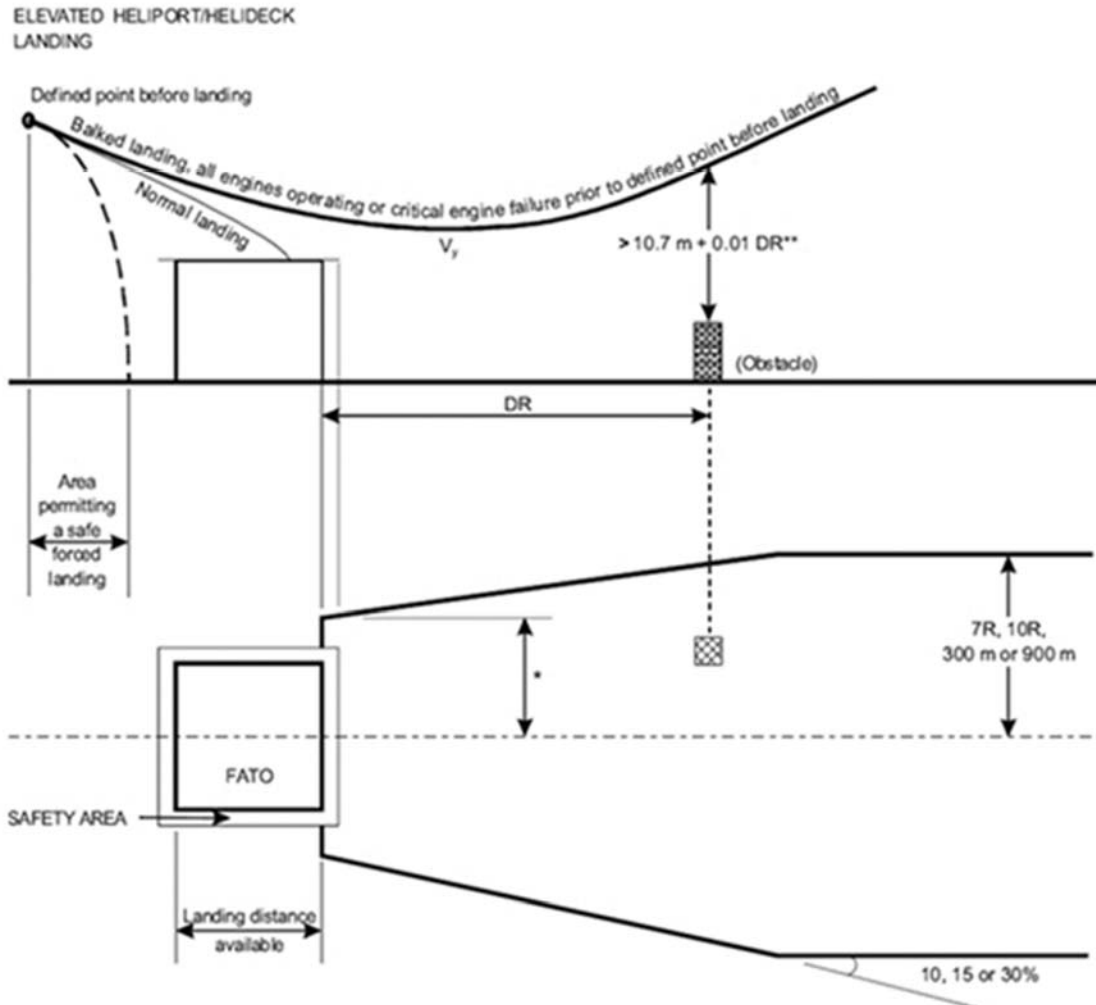 ELEVATED HELIPORT/HELIDECK
LANDING
Defined point before landing
Balked landing, all engines operating or critical engine failure prior to defined point before landing
Normal landing
Vy
> 10.7 m + 0.01 DR**
(Obstacle)
DR
Area
permitting
a safe
forced
landing
*
7R, 10R,
300 m or 900 m
FATO
SAFETY AREA
Landing distance
available
10, 15 or 30%